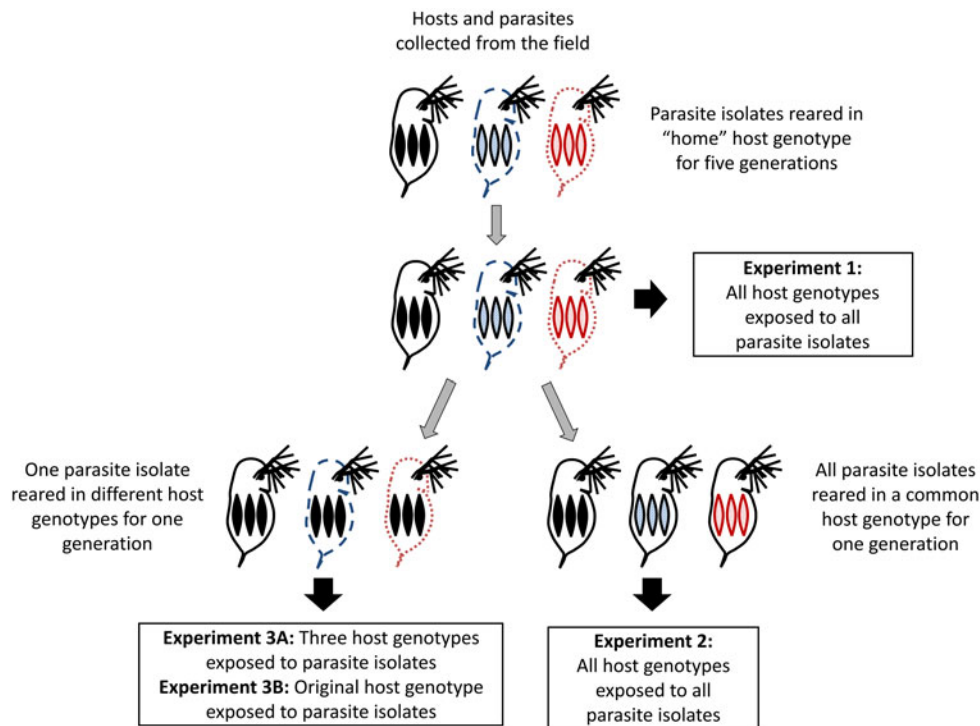 Hosts and parasites
collected from the field
Parasite isolates reared in
“home” host genotype
for five generations
Experiment 1:
All host genotypes
exposed to all
parasite isolates
One parasite isolate
reared in different host
genotypes for one
generation
All parasite isolates
reared in a common
host genotype for
one generation
Experiment 3A: Three host genotypes
exposed to parasite isolates
Experiment 3B: Original host genotype
exposed to parasite isolates
Experiment 2:
All host genotypes
exposed to all
parasite isolates